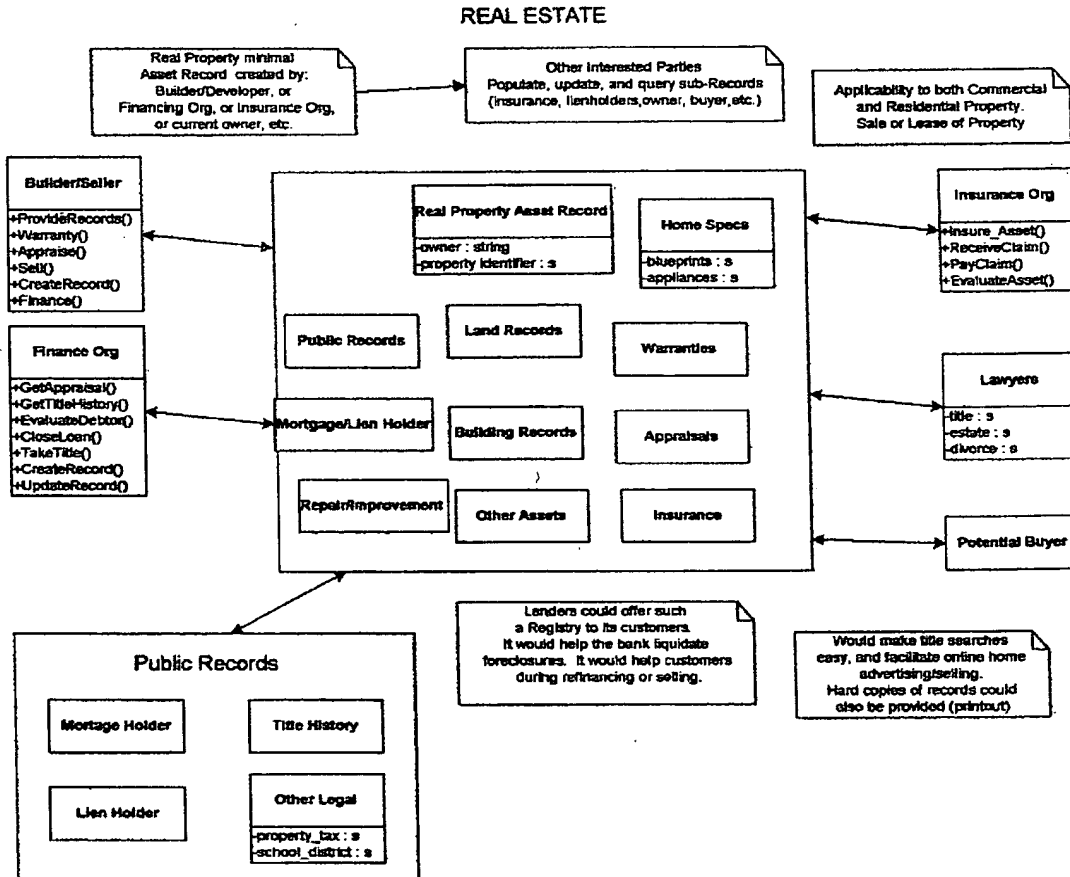 REAL ESTATE
Real Property minimal
Asset Record created by:
Builder/Developer, or
Financing Org, or Insurance Org,
or current owner, etc.
Other Interested Parties
Populate, update, and query sub-Records
(insurance, lienholders,owner, buyer,etc.)
Applicability to both Commercial
and Residential Property.
Sale or Lease of Property
Builder/Seller
+ProvideRecords()
+Warranty()
+Appraise()
+Sell()
+CreateRecord()
+Finance()
Finance Org
+GetAppraisal()
+GetTitleHistory()
+EvaluateDebtor()
+CloseLoan()
+TakeTitle()
+CreateRecord()
+UpdateRecord()
Real Property Asset Record
-owner : string
-property identifier : s
Home Specs
-blueprints : s
-appliances : s
Public Records
Land Records
Warranties
Mortgage/Lien Holder
Building Records
Appraisals
Repair/Improvement
Other Assets
Insurance
Insurance Org
+Insure_Asset()
+ReceiveClaim()
+PayClaim()
+EvaluateAsset()
Lawyers
-title : s
-estate : s
-divorce : s
Potential Buyer
Lenders could offer such
a Registry to its customers.
It would help the bank liquidate
foreclosures. It would help customers
during refinancing or selling.
Would make title searches
easy, and facilitate online home
advertising/selling.
Hard copies of records could
also be provided (printout)
Public Records
Mortage Holder
Title History
Lien Holder
Other Legal
-property_tax : s
-school_district : s